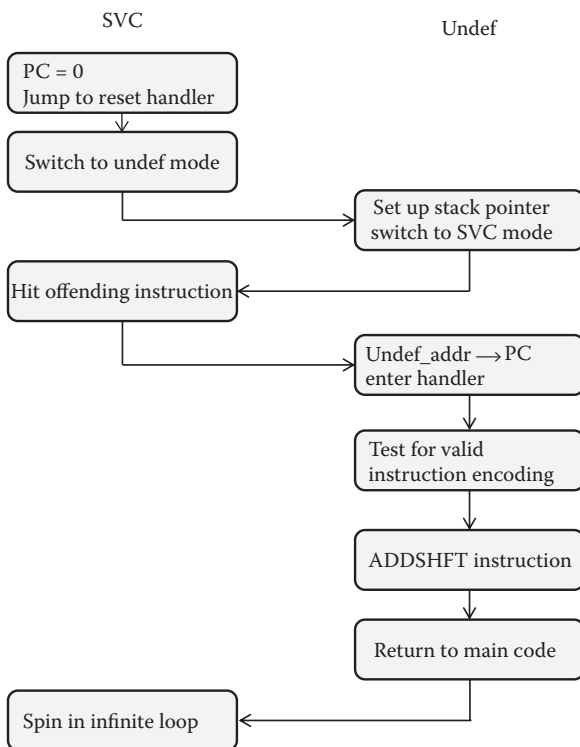 SVC
Undef
PC = 0
Jump to reset handler
Switch to undef mode
Set up stack pointer
switch to SVC mode
Hit offending instruction
Undef_addr → PC
enter handler
Test for valid
instruction encoding
ADDSHFT instruction
Return to main code
Spin in infinite loop